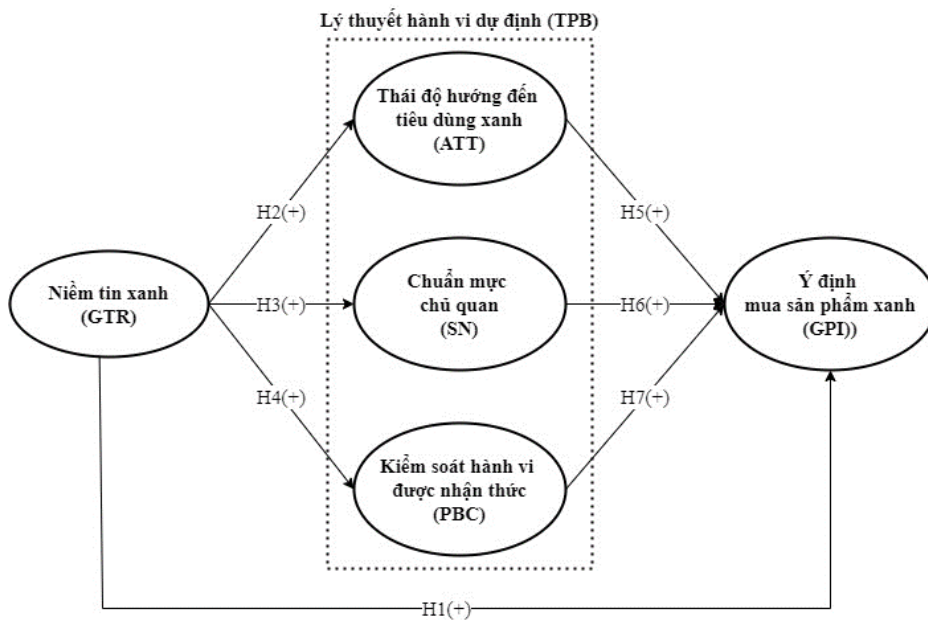 Lý thuyết hành vi dự định (TPB)
Thái độ hướng đến
tiêu dùng xanh
(ATT)
H2(+)
H5(+)
Niềm tin xanh
(GTR)
H3(+)
Chuẩn mực
chủ quan
(SN)
H6(+)
Ý định
mua sản phẩm xanh
(GPI))
H4(+)
H7(+)
Kiểm soát hành vi
được nhận thức
(PBC)
H1(+)